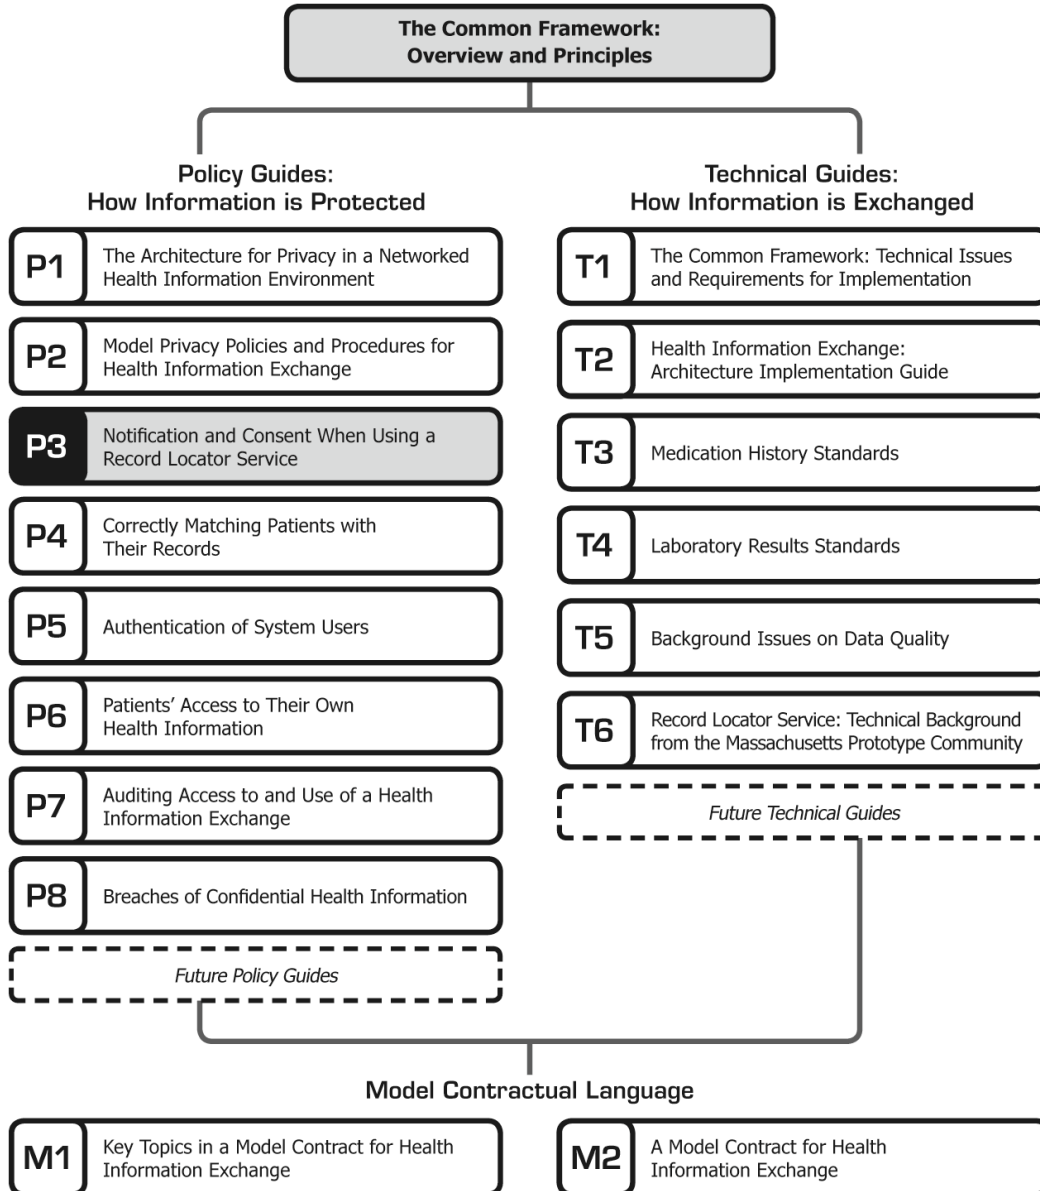 The Common Framework:
Overview and Principles
Policy Guides:
How Information is Protected
P1
The Architecture for Privacy in a Networked
Health Information Environment
P2
Model Privacy Policies and Procedures for
Health Information Exchange
P3
Notification and Consent When Using a
Record Locator Service
P4
Correctly Matching Patients with
Their Records
P5
Authentication of System Users
P6
Patients’ Access to Their Own
Health Information
P7
Auditing Access to and Use of a Health
Information Exchange
P8
Breaches of Confidential Health Information
Future Policy Guides
Technical Guides:
How Information is Exchanged
T1
The Common Framework: Technical Issues
and Requirements for Implementation
T2
Health Information Exchange:
Architecture Implementation Guide
T3
Medication History Standards
T4
Laboratory Results Standards
T5
Background Issues on Data Quality
T6
Record Locator Service: Technical Background
from the Massachusetts Prototype Community
Future Technical Guides
Model Contractual Language
M1
Key Topics in a Model Contract for Health
Information Exchange
M2
A Model Contract for Health
Information Exchange